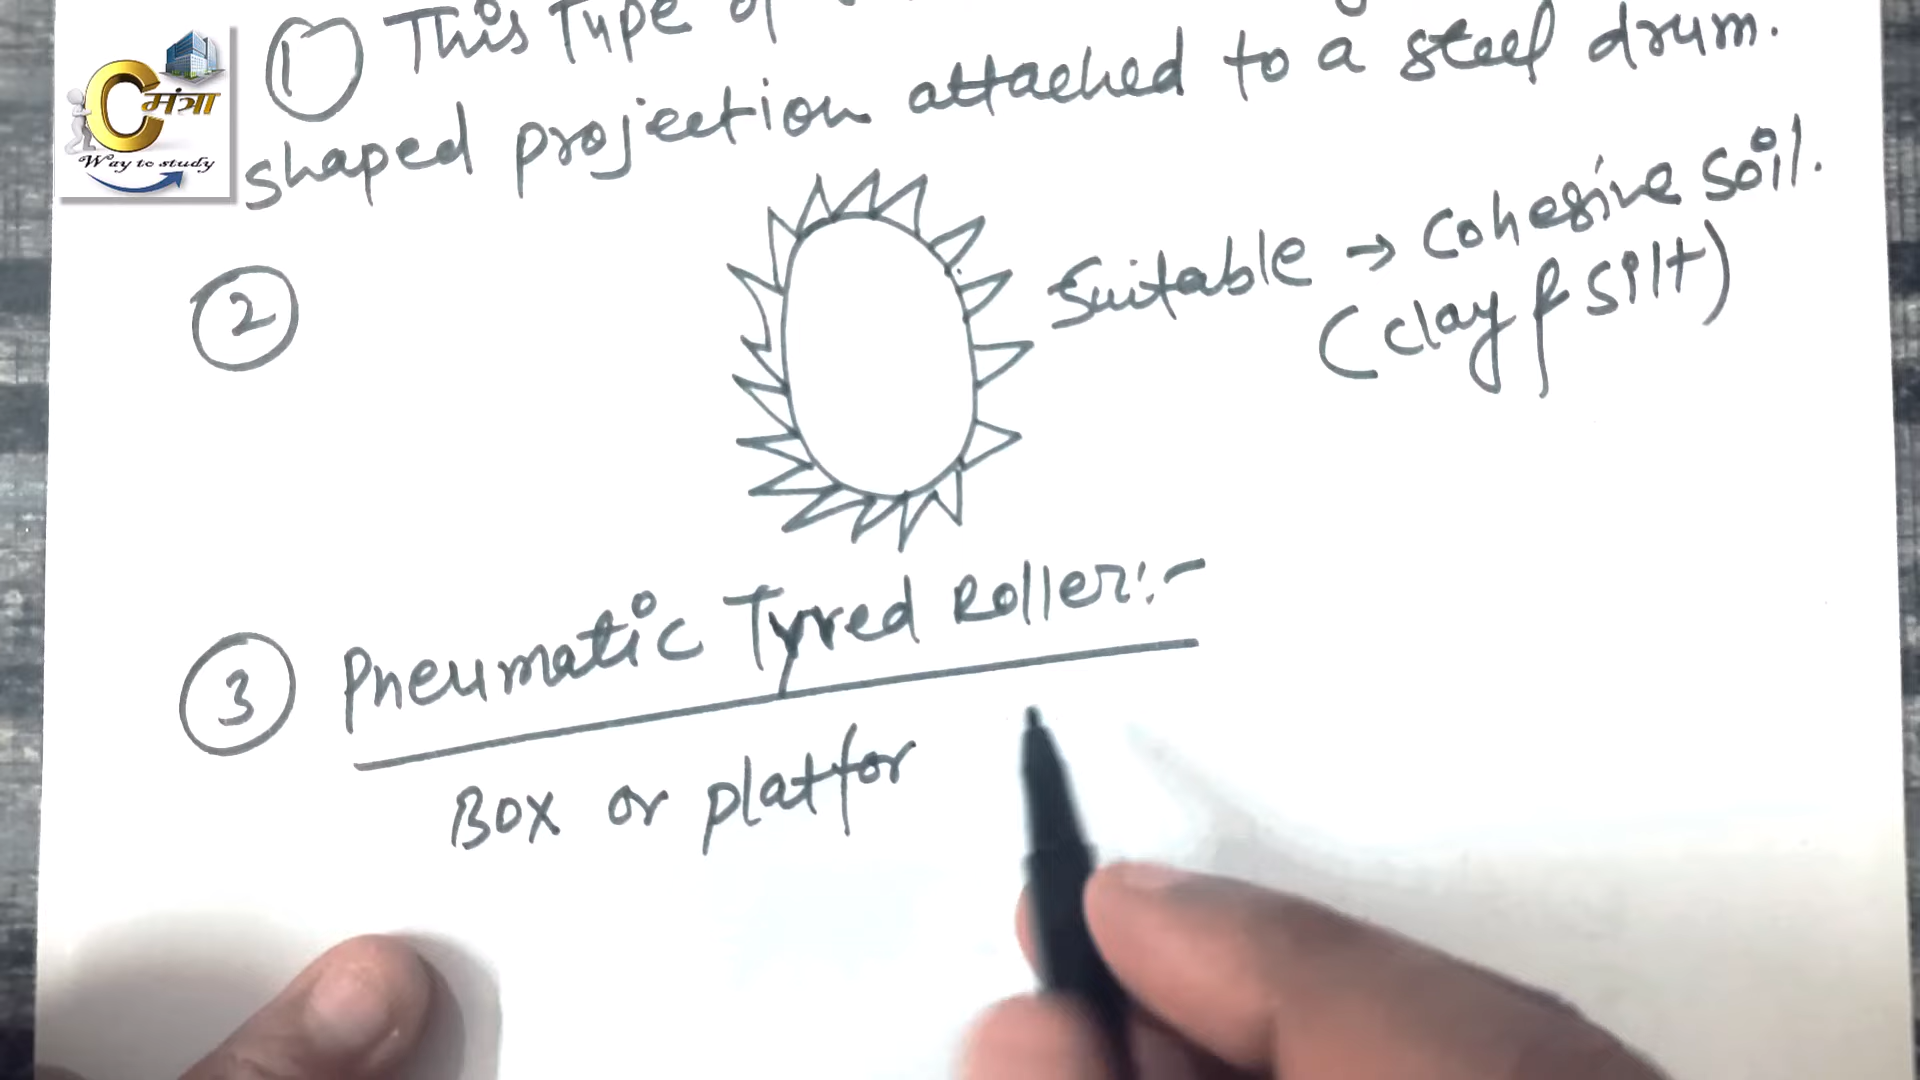 C मंत्रा
Way to study
① This Type of
shaped projection attached to a steel drum.
②
Suitable → Cohesive soil.
(clay & silt)
③ Pneumatic Tyred Roller:-
Box or platfor